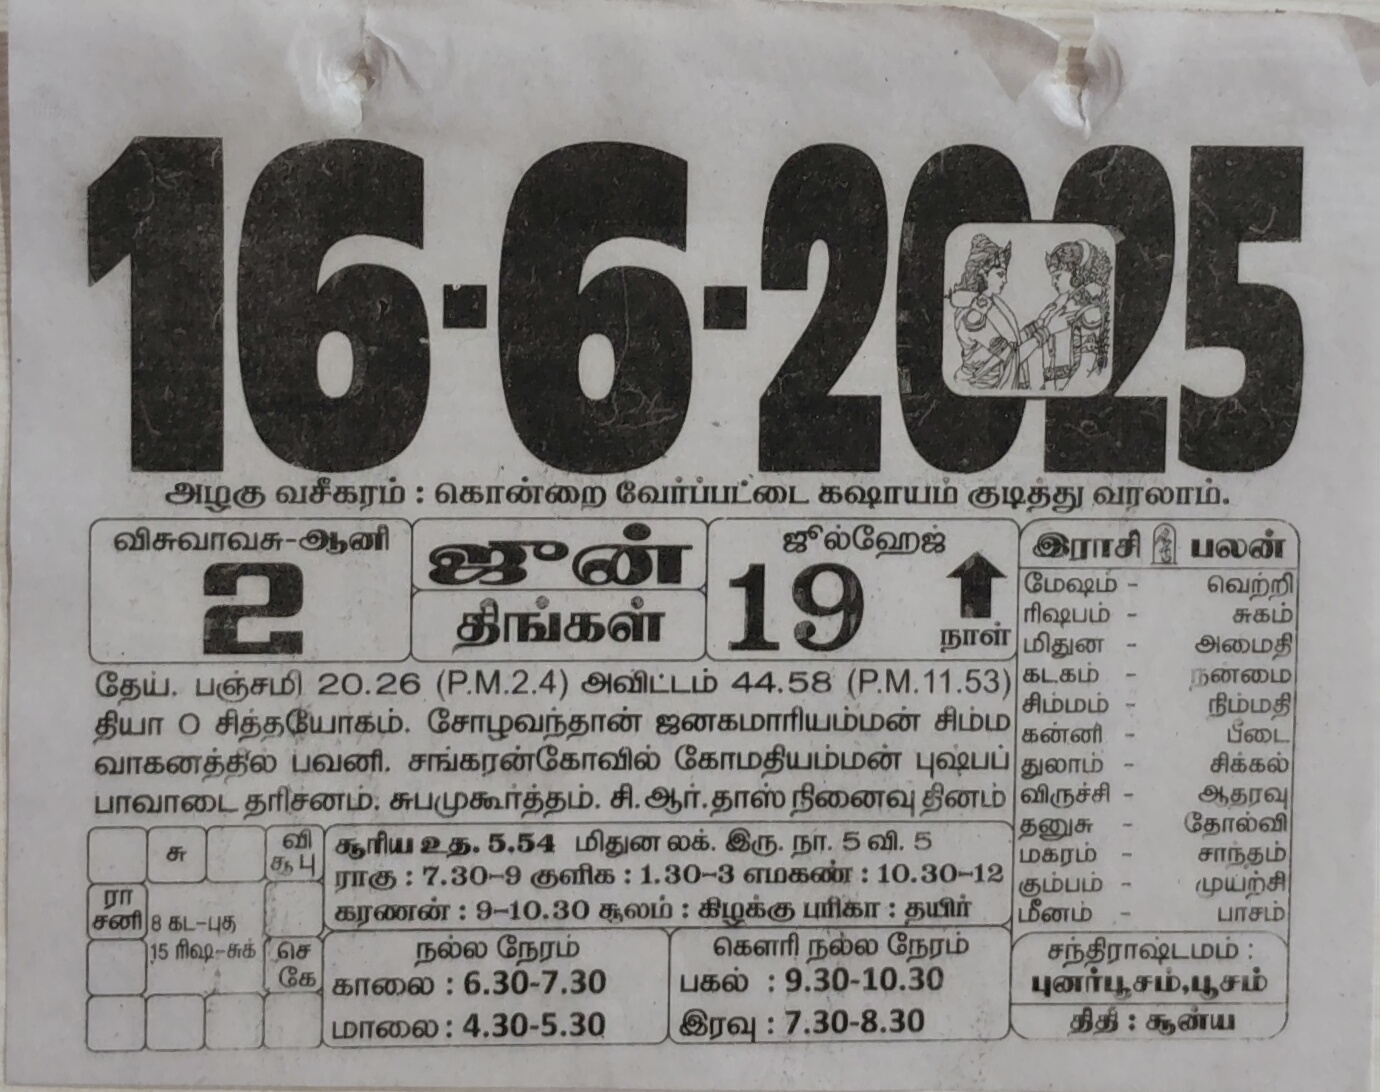 16-6-2025
அழகு வசீகரம் : கொன்றை வேர்ப்பட்டை கஷாயம் குடித்து வரலாம்.
விசுவாவசு-ஆனி
2
ஜுன்
திங்கள்
ஜூல்ஹேஜ்
19
நாள்
இராசி பலன்
மேஷம் - வெற்றி
ரிஷபம் - சுகம்
மிதுன - அமைதி
கடகம் - நன்மை
சிம்மம் - நிம்மதி
கன்னி - பீடை
துலாம் - சிக்கல்
விருச்சி - ஆதரவு
தனுசு - தோல்வி
மகரம் - சாந்தம்
கும்பம் - முயற்சி
மீனம் - பாசம்
தேய். பஞ்சமி 20.26 (P.M.2.4) அவிட்டம் 44.58 (P.M.11.53)
தியா 0 சித்தயோகம். சோழவந்தான் ஜனகமாரியம்மன் சிம்ம
வாகனத்தில் பவனி. சங்கரன்கோவில் கோமதியம்மன் புஷ்பப்
பாவாடை தரிசனம். சுபமுகூர்த்தம். சி.ஆர்.தாஸ் நினைவு தினம்
சு
வி
சூ பு
ரா
சனி
8 கட-புத
15 ரிஷ-சுக்
செ
கே
சூரிய உத. 5.54 மிதுன லக். இரு. நா. 5 வி. 5
ராகு : 7.30-9 குளிக : 1.30-3 எமகண் : 10.30-12
கரணன் : 9-10.30 சூலம் : கிழக்கு பரிகா : தயிர்
நல்ல நேரம்
காலை : 6.30-7.30
மாலை : 4.30-5.30
கௌரி நல்ல நேரம்
பகல் : 9.30-10.30
இரவு : 7.30-8.30
சந்திராஷ்டமம் :
புனர்பூசம்,பூசம்
திதி : சூன்ய